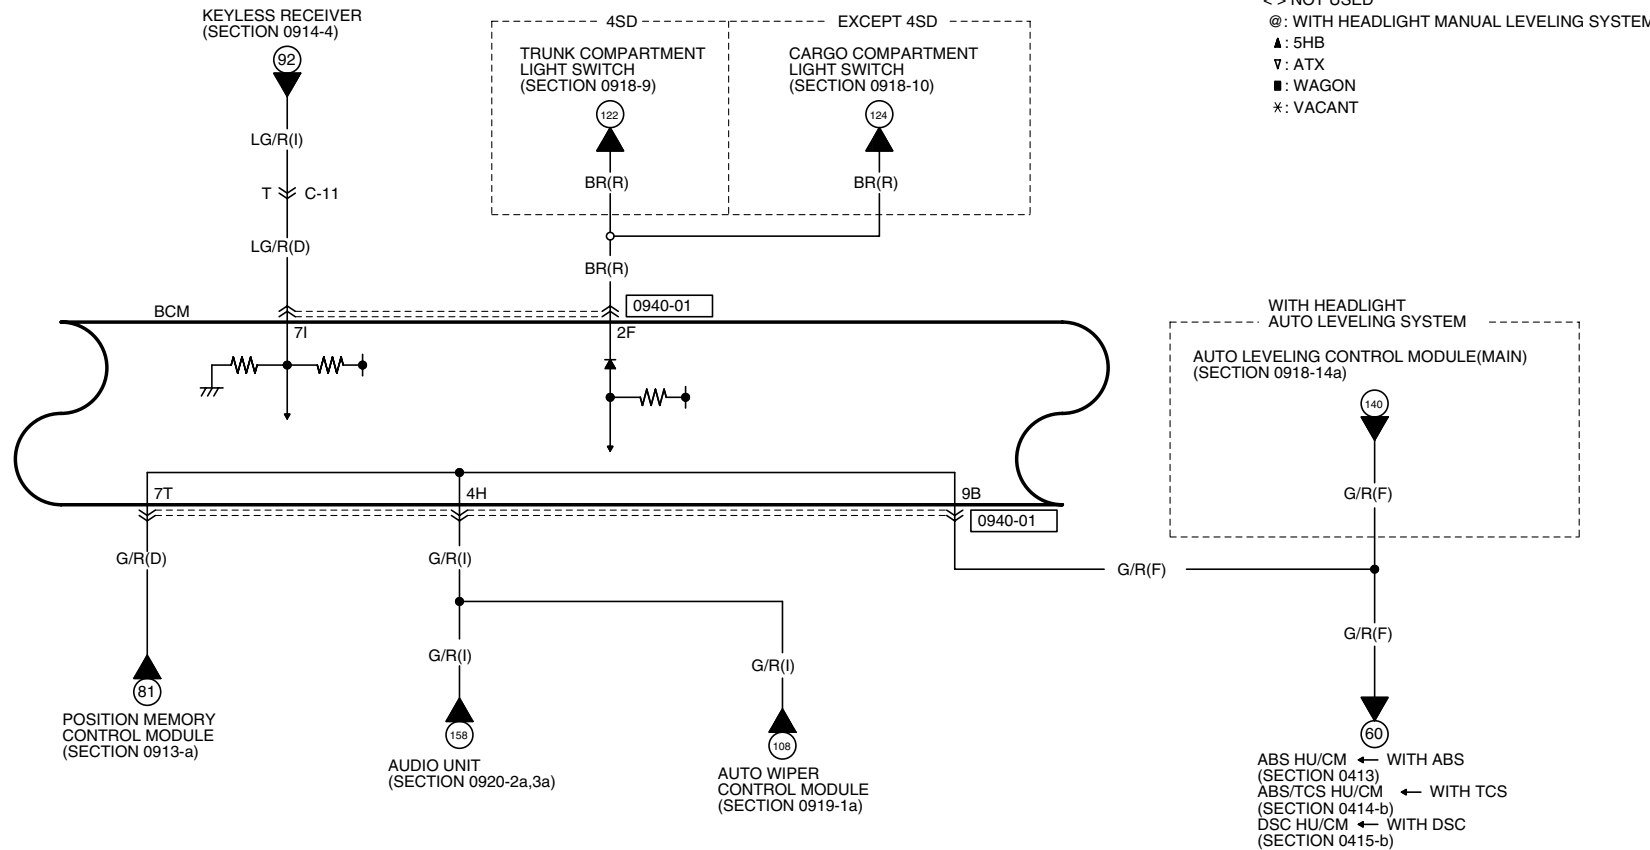 KEYLESS RECEIVER
(SECTION 0914-4)
92
LG/R(I)
T C-11
LG/R(D)
4SD
TRUNK COMPARTMENT
LIGHT SWITCH
(SECTION 0918-9)
122
BR(R)
EXCEPT 4SD
CARGO COMPARTMENT
LIGHT SWITCH
(SECTION 0918-10)
124
BR(R)
BR(R)
< > NOT USED
@: WITH HEADLIGHT MANUAL LEVELING SYSTEM
▲: 5HB
∇: ATX
■: WAGON
*: VACANT
BCM
0940-01
7I
2F
WITH HEADLIGHT
AUTO LEVELING SYSTEM
AUTO LEVELING CONTROL MODULE(MAIN)
(SECTION 0918-14a)
140
G/R(F)
7T
4H
9B
0940-01
G/R(D)
G/R(I)
G/R(F)
G/R(F)
G/R(I)
G/R(I)
81
POSITION MEMORY
CONTROL MODULE
(SECTION 0913-a)
158
AUDIO UNIT
(SECTION 0920-2a,3a)
108
AUTO WIPER
CONTROL MODULE
(SECTION 0919-1a)
60
ABS HU/CM ← WITH ABS
(SECTION 0413)
ABS/TCS HU/CM ← WITH TCS
(SECTION 0414-b)
DSC HU/CM ← WITH DSC
(SECTION 0415-b)